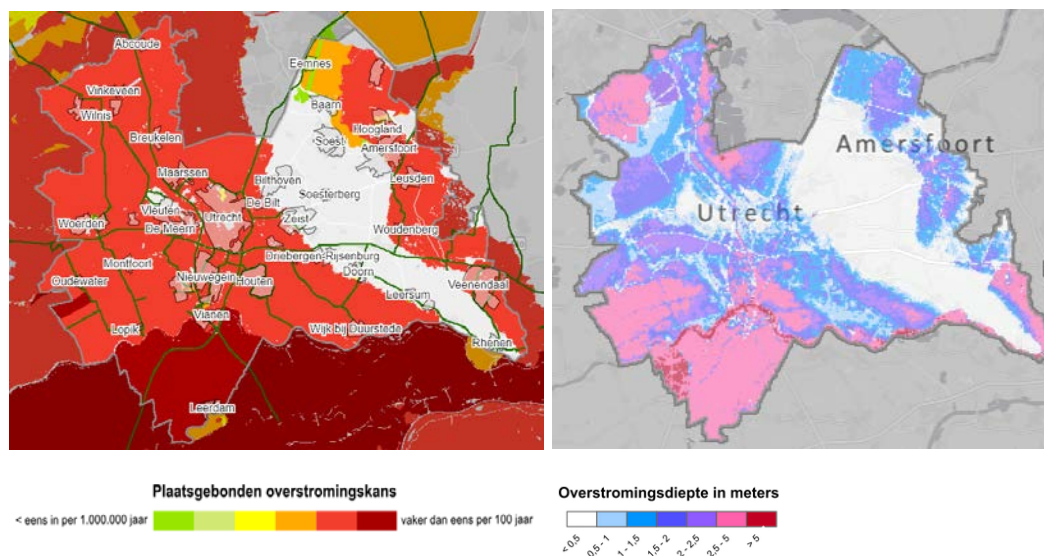 Abcoude
Eemnes
Vinkeveen
Wilnis
Baarn
Breukelen
Hoogland
Soest
Amersfoort
Maarssen
Bilthoven
Leusden
Vleuten
De Bilt
Soesterberg
Utrecht
Woerden
Zeist
De Meern
Woudenberg
Montfoort
Driebergen-Rijsenburg
Oudewater
Nieuwegein
Houten
Doorn
Veenendaal
Leersum
Vianen
Lopik
Wijk bij Duurstede
Rhenen
Leerdam
Amersfoort
Utrecht
Plaatsgebonden overstromingskans
< eens in per 1.000.000 jaar
vaker dan eens per 100 jaar
Overstromingsdiepte in meters
< 0,5
0,5 - 1
1 - 1,5
1,5 - 2
2 - 2,5
2,5 - 5
> 5